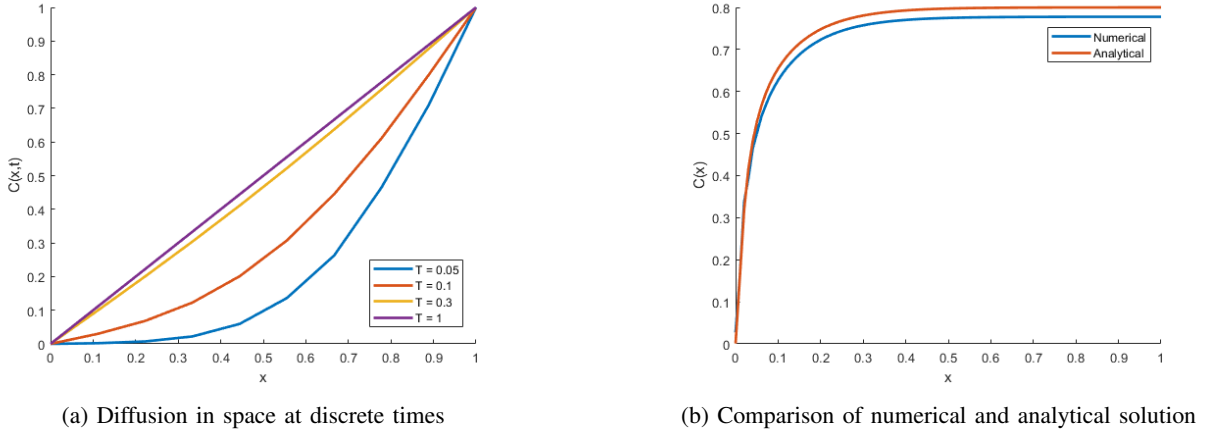 1
0.9
0.8
0.7
0.6
0.5
0.4
0.3
0.2
0.1
0
C(x,t)
T = 0.05
T = 0.1
T = 0.3
T = 1
0 0.1 0.2 0.3 0.4 0.5 0.6 0.7 0.8 0.9 1
x
(a) Diffusion in space at discrete times
0.8
0.7
0.6
0.5
0.4
0.3
0.2
0.1
0
C(x)
Numerical
Analytical
0 0.1 0.2 0.3 0.4 0.5 0.6 0.7 0.8 0.9 1
x
(b) Comparison of numerical and analytical solution